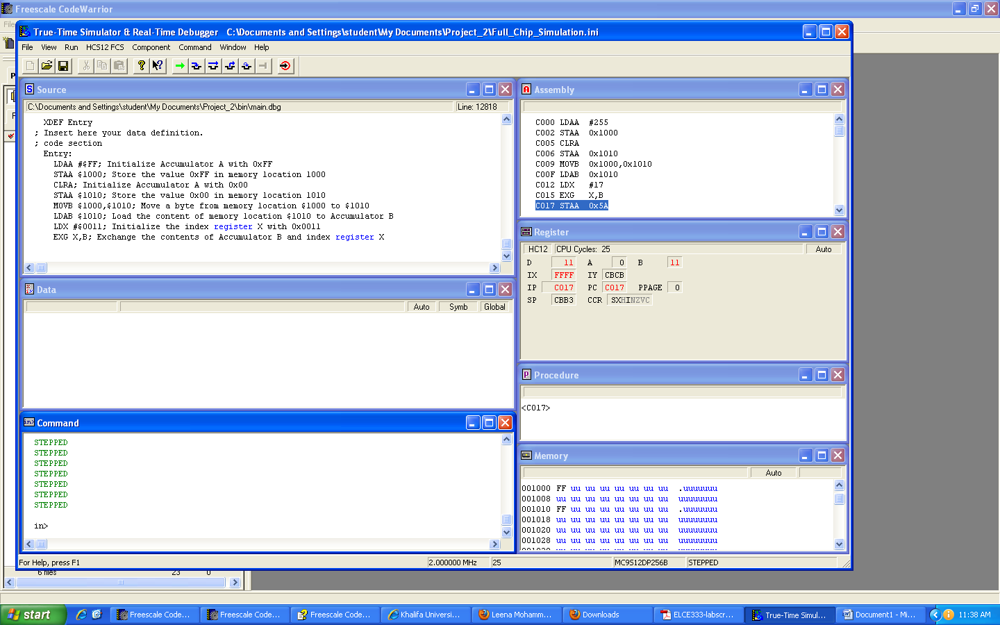 Freescale CodeWarrior
True-Time Simulator & Real-Time Debugger C:\Documents and Settings\student\My Documents\Project_2\Full_Chip_Simulation.ini
File View Run HCS12 FCS Component Command Window Help
Source
C:\Documents and Settings\student\My Documents\Project_2\bin\main.dbg Line: 12818
XDEF Entry
; Insert here your data definition.
; code section
Entry:
LDAA #$FF; Initialize Accumulator A with 0xFF
STAA $1000; Store the value 0xFF in memory location 1000
CLRA; Initialize Accumulator A with 0x00
STAA $1010; Store the value 0x00 in memory location 1010
MOVB $1000,$1010; Move a byte from memory location $1000 to $1010
LDAB $1010; Load the content of memory location $1010 to Accumulator B
LDX #$0011; Initialize the index register X with 0x0011
EXG X,B; Exchange the contents of Accumulator B and index register X
Assembly
C000 LDAA #255
C002 STAA 0x1000
C005 CLRA
C006 STAA 0x1010
C009 MOVB 0x1000,0x1010
C00F LDAB 0x1010
C012 LDX #17
C015 EXG X,B
C017 STAA 0x5A
Register
HC12 CPU Cycles: 25 Auto
D 11 A 0 B 11
IX FFFF IY CBCB
IP C017 PC C017 PPAGE 0
SP CBB3 CCR SXHINZVC
Data
Auto Symb Global
Procedure
<C017>
Command
STEPPED
STEPPED
STEPPED
STEPPED
STEPPED
STEPPED
STEPPED
in>
Memory
Auto
001000 FF uu uu uu uu uu uu uu .uuuuuuu
001008 uu uu uu uu uu uu uu uu uuuuuuuu
001010 FF uu uu uu uu uu uu uu .uuuuuuu
001018 uu uu uu uu uu uu uu uu uuuuuuuu
001020 uu uu uu uu uu uu uu uu uuuuuuuu
001028 uu uu uu uu uu uu uu uu uuuuuuuu
For Help, press F1 2.000000 MHz 25 MC9S12DP256B STEPPED
6 files 23 0
start Freescale Code... Freescale Code... Freescale Code... Khalifa Universi... Leena Mohamm... Downloads ELCE333-labscr... True-Time Simul... Document1 - Mi... 11:38 AM